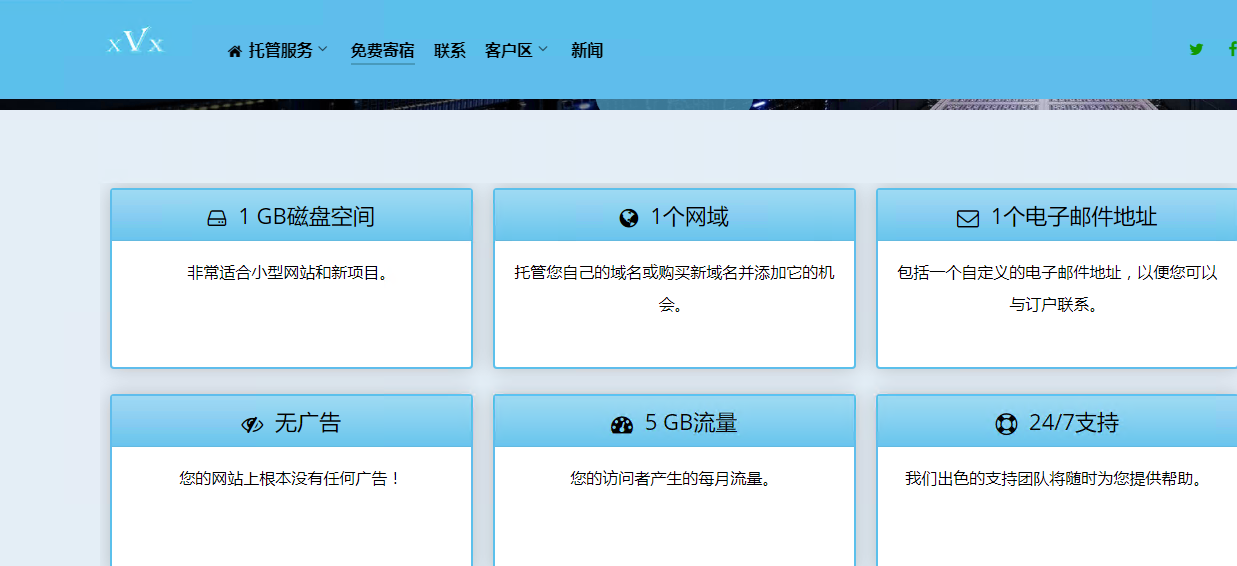 xVx
托管服务 免费寄宿 联系 客户区 新闻
1 GB磁盘空间
非常适合小型网站和新项目。
1个网域
托管您自己的域名或购买新域名并添加它的机
会。
1个电子邮件地址
包括一个自定义的电子邮件地址，以便您可以
与订户联系。
无广告
您的网站上根本没有任何广告！
5 GB流量
您的访问者产生的每月流量。
24/7支持
我们出色的支持团队将随时为您提供帮助。